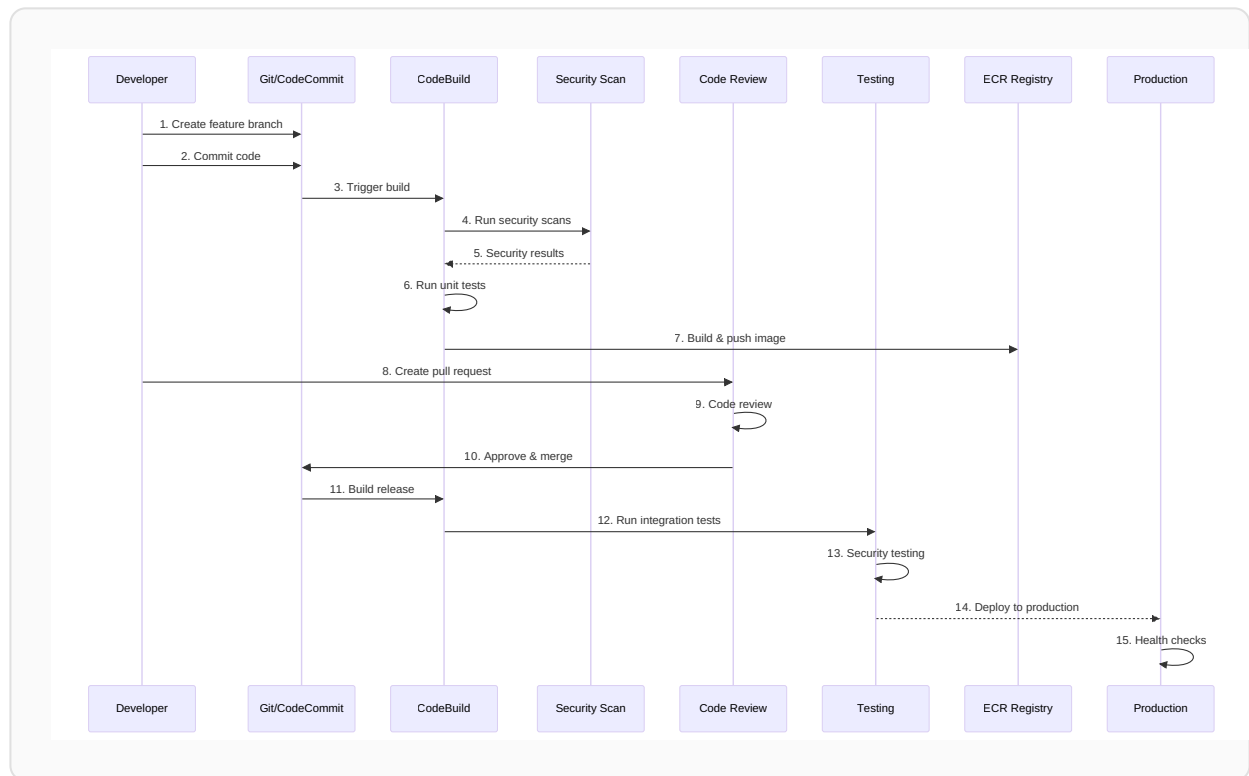 Developer
Git/CodeCommit
CodeBuild
Security Scan
Code Review
Testing
ECR Registry
Production
1. Create feature branch
2. Commit code
3. Trigger build
4. Run security scans
5. Security results
6. Run unit tests
7. Build & push image
8. Create pull request
9. Code review
10. Approve & merge
11. Build release
12. Run integration tests
13. Security testing
14. Deploy to production
15. Health checks
Developer
Git/CodeCommit
CodeBuild
Security Scan
Code Review
Testing
ECR Registry
Production